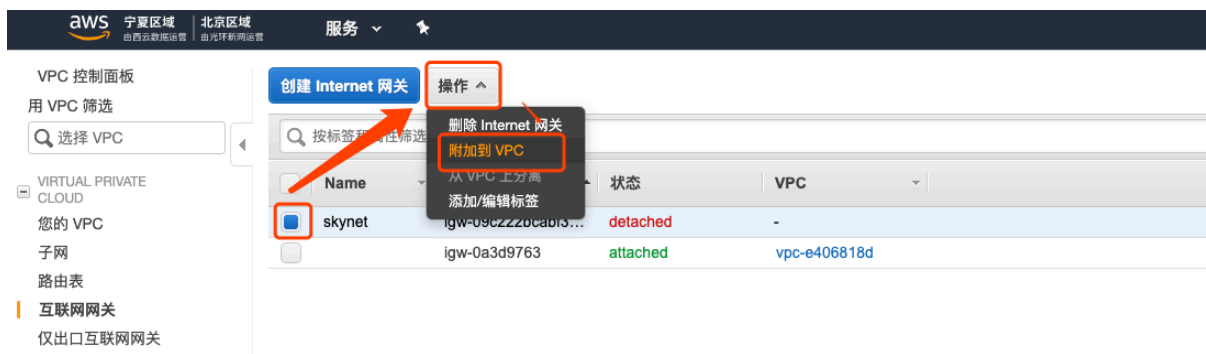 aws 宁夏区域 北京区域
由西云数据运营 由光环新网运营
服务
VPC 控制面板
用 VPC 筛选
选择 VPC
VIRTUAL PRIVATE
CLOUD
您的 VPC
子网
路由表
互联网网关
仅出口互联网网关
创建 Internet 网关 操作
按标签和属性筛选
删除 Internet 网关
附加到 VPC
从 VPC 上分离
添加/编辑标签
Name 状态 VPC
skynet detached -
igw-0a3d9763 attached vpc-e406818d